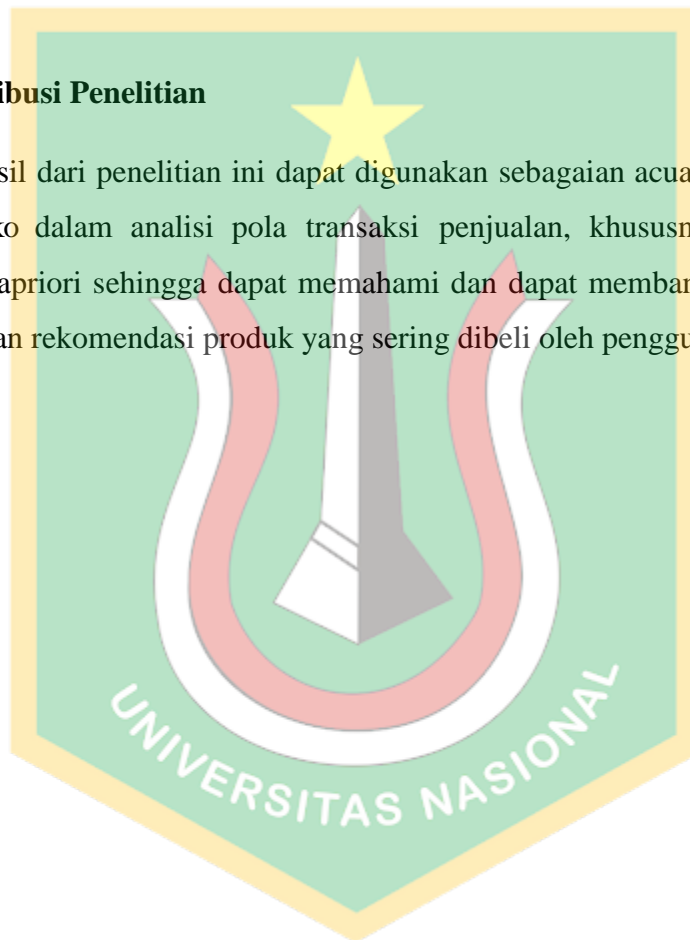 ibusi Penelitian
sil dari penelitian ini dapat digunakan sebagaian acua
ko dalam analisi pola transaksi penjualan, khususn
apriori sehingga dapat memahami dan dapat memban
an rekomendasi produk yang sering dibeli oleh penggu
UNIVERSITAS NASIONAL